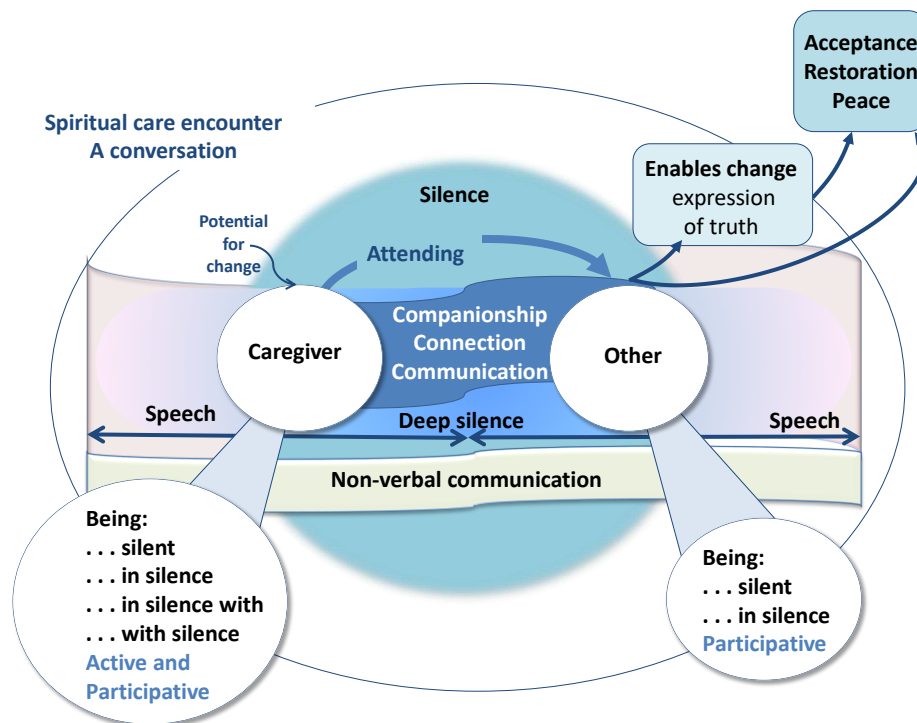 Acceptance
Restoration
Peace
Spiritual care encounter
A conversation
Enables change
expression
of truth
Silence
Potential
for
change
Attending
Companionship
Connection
Communication
Caregiver
Other
Speech
Deep silence
Speech
Non-verbal communication
Being:
. . . silent
. . . in silence
. . . in silence with
. . . with silence
Active and
Participative
Being:
. . . silent
. . . in silence
Participative